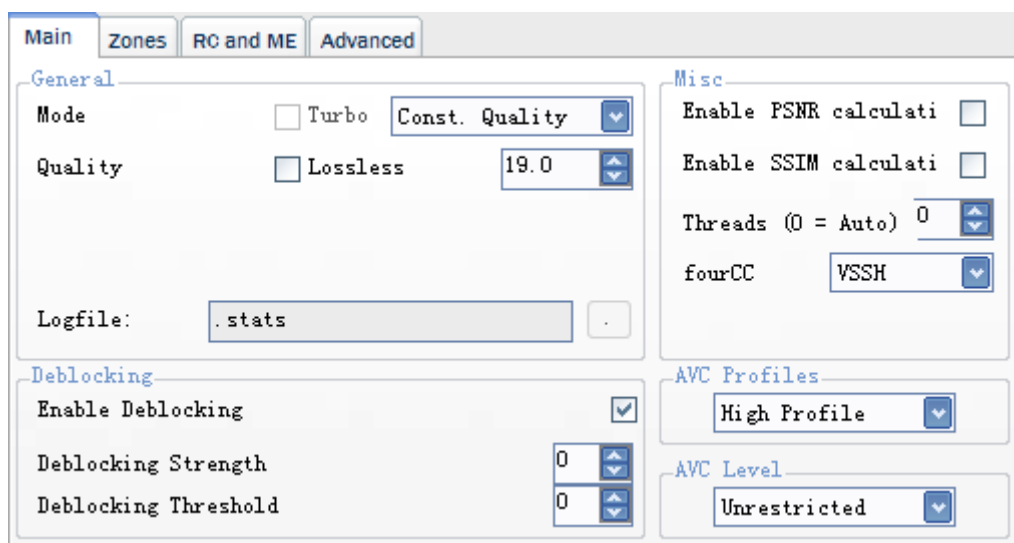 Main Zones RC and ME Advanced
General
Mode Turbo Const. Quality
Quality Lossless 19.0
Logfile: .stats .
Deblocking
Enable Deblocking
Deblocking Strength 0
Deblocking Threshold 0
Misc
Enable PSNR calculati
Enable SSIM calculati
Threads (0 = Auto) 0
fourCC VSSH
AVC Profiles
High Profile
AVC Level
Unrestricted